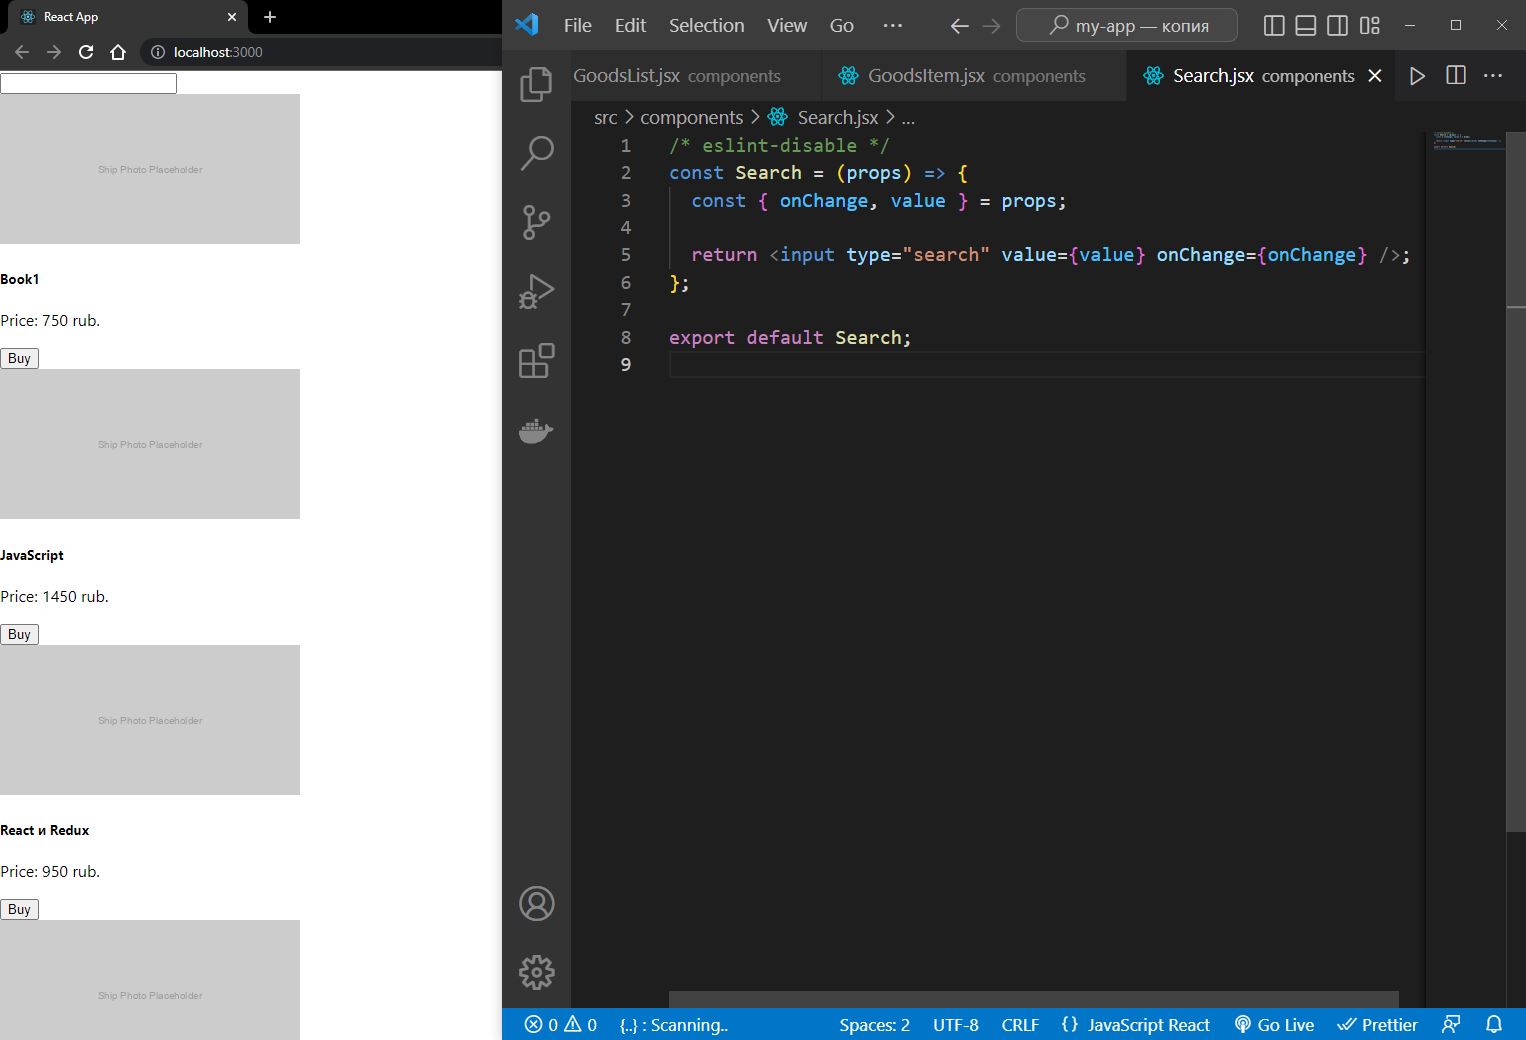 React App
localhost:3000
Ship Photo Placeholder
Book1
Price: 750 rub.
Buy
Ship Photo Placeholder
JavaScript
Price: 1450 rub.
Buy
Ship Photo Placeholder
React и Redux
Price: 950 rub.
Buy
Ship Photo Placeholder
File Edit Selection View Go ··· my-app — копия
GoodsList.jsx components GoodsItem.jsx components Search.jsx components
src > components > Search.jsx > ...
1 /* eslint-disable */
2 const Search = (props) => {
3 const { onChange, value } = props;
4
5 return <input type="search" value={value} onChange={onChange} />;
6 };
7
8 export default Search;
9
0 0 {..} : Scanning.. Spaces: 2 UTF-8 CRLF {} JavaScript React Go Live Prettier